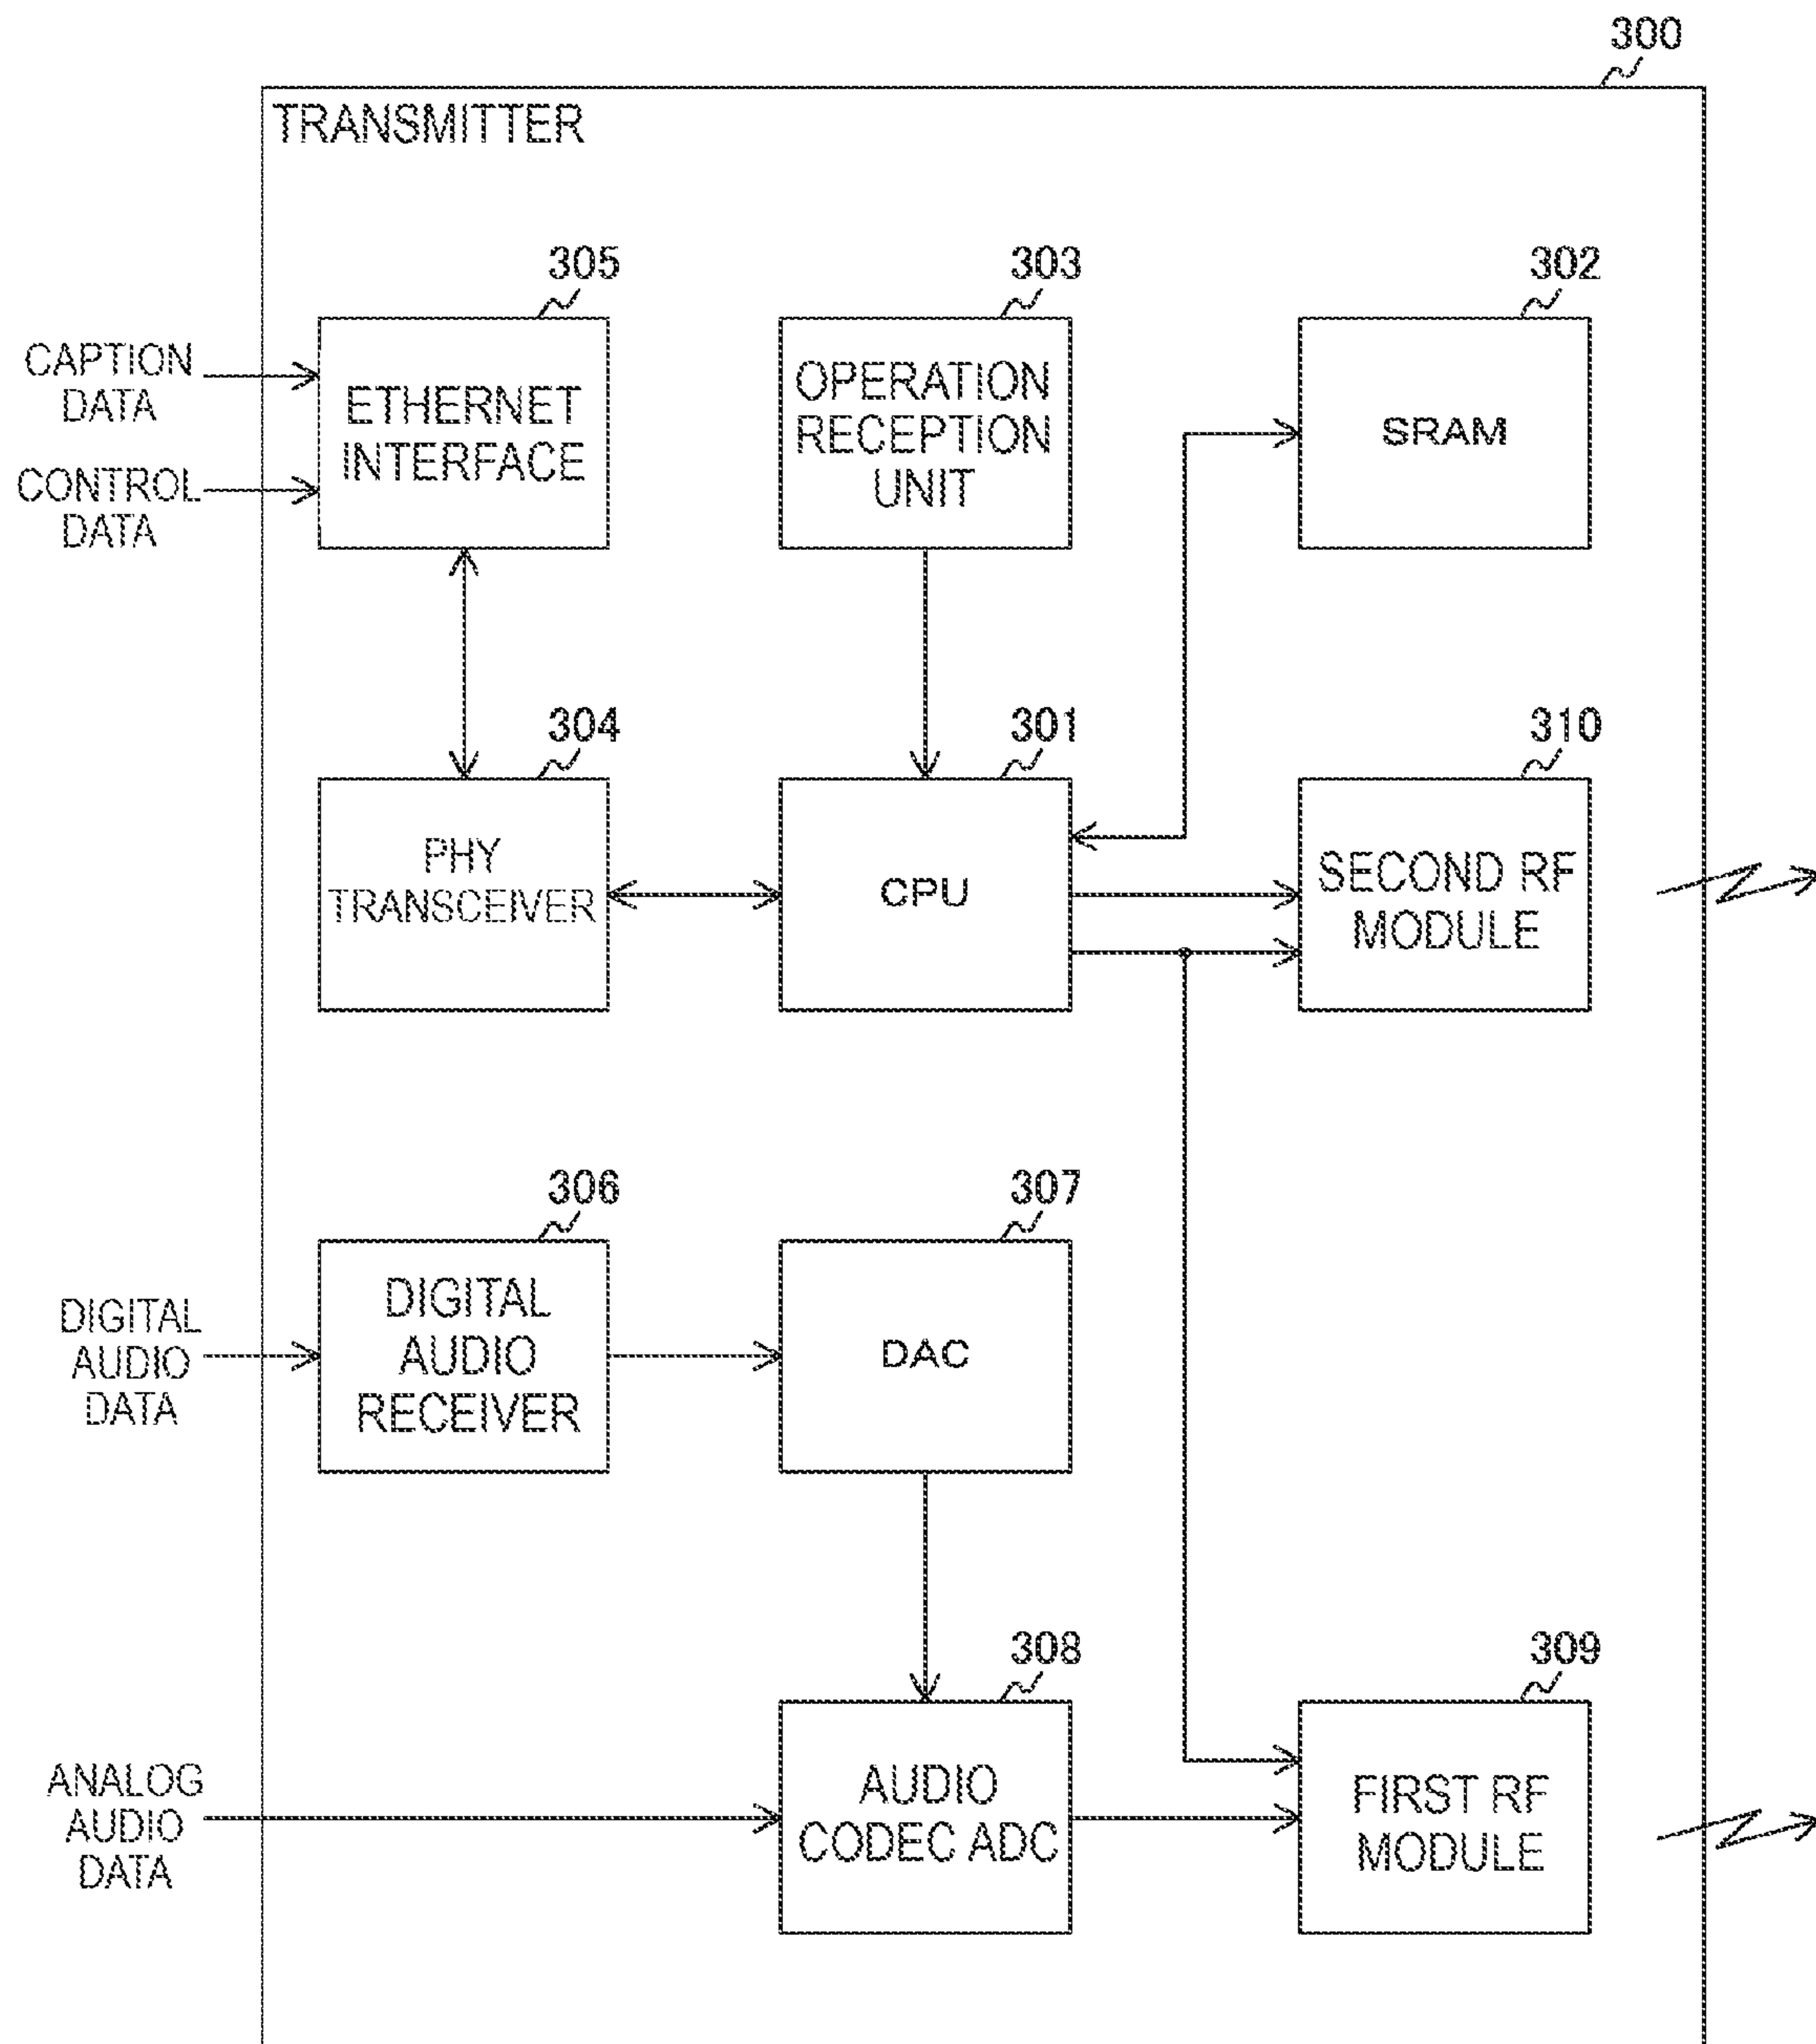 300
TRANSMITTER
305
303
302
CAPTION
DATA
CONTROL
DATA
ETHERNET
INTERFACE
OPERATION
RECEPTION
UNIT
SRAM
304
301
310
PHY
TRANSCEIVER
CPU
SECOND RF
MODULE
306
307
DIGITAL
AUDIO
DATA
DIGITAL
AUDIO
RECEIVER
DAC
308
309
ANALOG
AUDIO
DATA
AUDIO
CODEC ADC
FIRST RF
MODULE